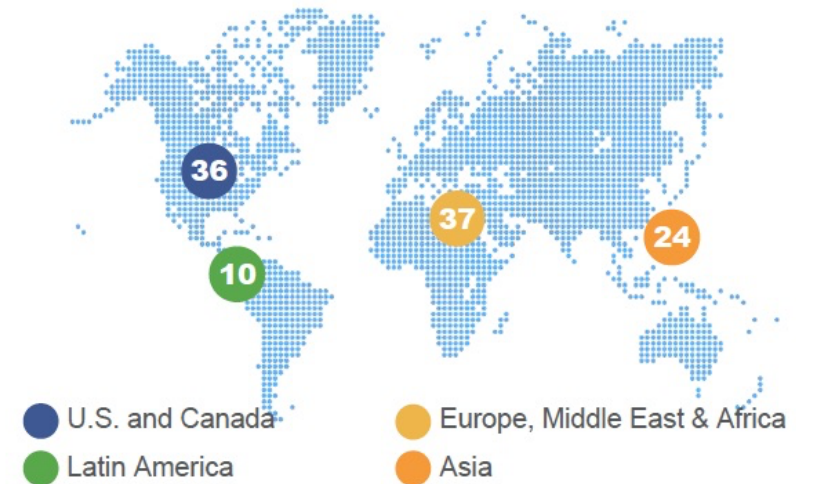 36
37
24
10
U.S. and Canada
Europe, Middle East & Africa
Latin America
Asia